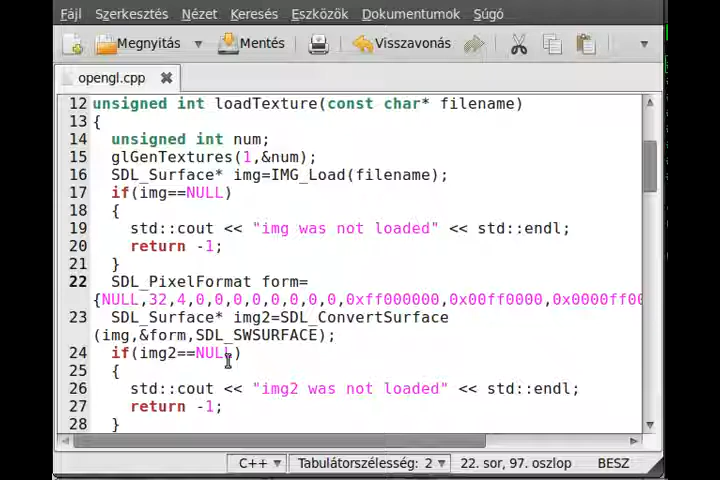 Fájl Szerkesztés Nézet Keresés Eszközök Dokumentumok Súgó
Megnyitás Mentés Visszavonás
opengl.cpp
12 unsigned int loadTexture(const char* filename)
13 {
14 unsigned int num;
15 glGenTextures(1,&num);
16 SDL_Surface* img=IMG_Load(filename);
17 if(img==NULL)
18 {
19 std::cout << "img was not loaded" << std::endl;
20 return -1;
21 }
22 SDL_PixelFormat form=
{NULL,32,4,0,0,0,0,0,0,0,0,0xff000000,0x00ff0000,0x0000ff00
23 SDL_Surface* img2=SDL_ConvertSurface
(img,&form,SDL_SWSURFACE);
24 if(img2==NULL)
25 {
26 std::cout << "img2 was not loaded" << std::endl;
27 return -1;
28 }
C++ Tabulátorszélesség: 2 22. sor, 97. oszlop BESZ